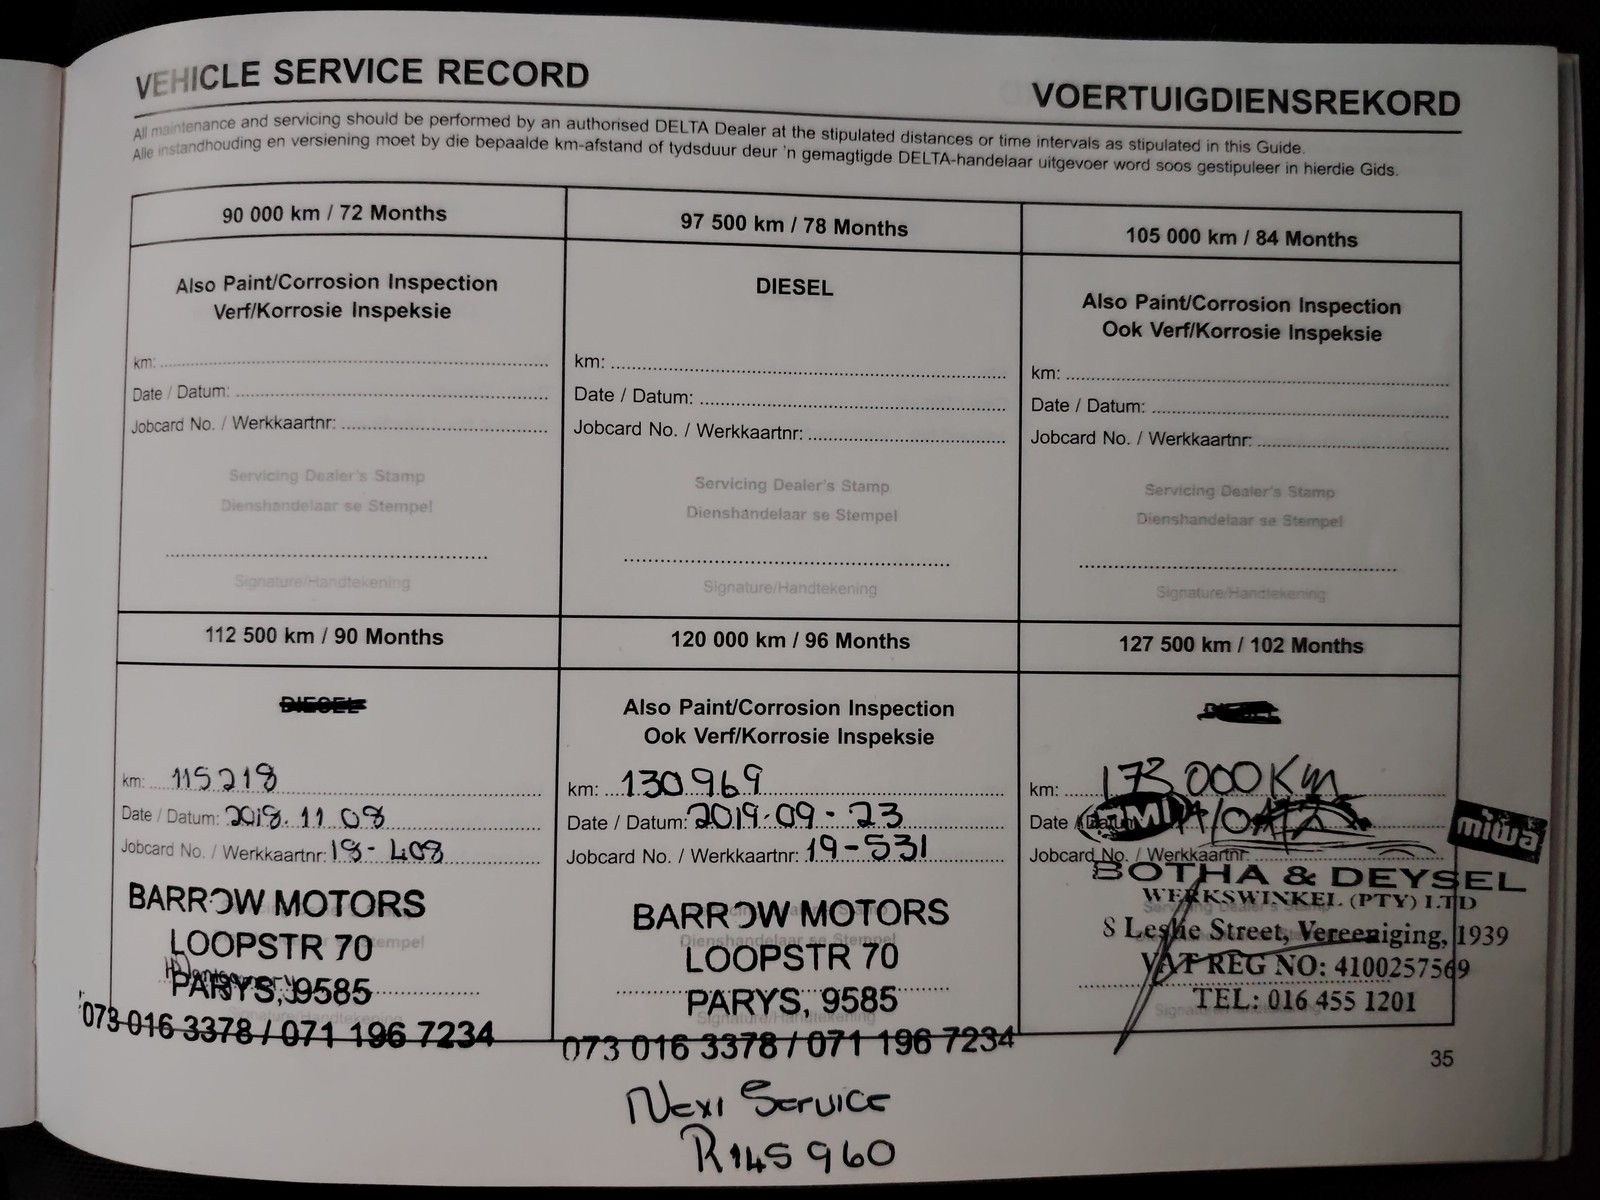 VEHICLE SERVICE RECORD
VOERTUIGDIENSREKORD
All maintenance and servicing should be performed by an authorised DELTA Dealer at the stipulated distances or time intervals as stipulated in this Guide.
Alle instandhouding en versiening moet by die bepaalde km-afstand of tydsduur deur 'n gemagtigde DELTA-handelaar uitgevoer word soos gestipuleer in hierdie Gids.
90 000 km / 72 Months
Also Paint/Corrosion Inspection
Verf/Korrosie Inspeksie
km:
Date / Datum:
Jobcard No. / Werkkaartnr:
Servicing Dealer's Stamp
Dienshandelaar se Stempel
Signature/Handtekening
97 500 km / 78 Months
DIESEL
km:
Date / Datum:
Jobcard No. / Werkkaartnr:
Servicing Dealer's Stamp
Dienshandelaar se Stempel
Signature/Handtekening
105 000 km / 84 Months
Also Paint/Corrosion Inspection
Ook Verf/Korrosie Inspeksie
km:
Date / Datum:
Jobcard No. / Werkkaartnr:
Servicing Dealer's Stamp
Dienshandelaar se Stempel
Signature/Handtekening
112 500 km / 90 Months
DIESEL
km: 115218
Date / Datum: 2018.11.08
Jobcard No. / Werkkaartnr: 18-408
BARROW MOTORS
LOOPSTR 70
PARYS, 9585
073 016 3378 / 071 196 7234
120 000 km / 96 Months
Also Paint/Corrosion Inspection
Ook Verf/Korrosie Inspeksie
km: 130969
Date / Datum: 2019.09-23
Jobcard No. / Werkkaartnr: 19-531
BARROW MOTORS
LOOPSTR 70
PARYS, 9585
073 016 3378 / 071 196 7234
Next Service
R145960
127 500 km / 102 Months
km: 173 000 Km
Date / Datum
RMI
miwa
Jobcard No. / Werkkaartnr:
BOTHA & DEYSEL
WERKSWINKEL (PTY) LTD
8 Leslie Street, Vereeniging, 1939
VAT REG NO: 4100257569
TEL: 016 455 1201
35